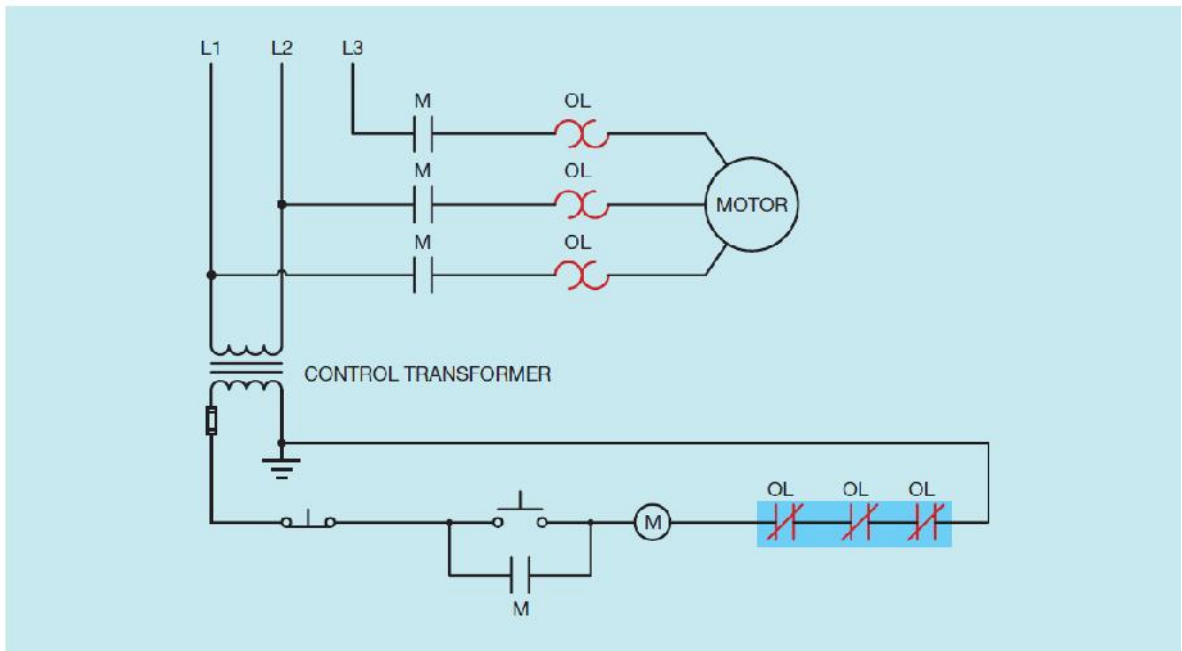 L1 L2 L3
M OL
M OL
MOTOR
M OL
CONTROL TRANSFORMER
OL OL OL
M
M